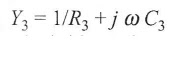 Y₃ = 1/R₃ + j ω C₃